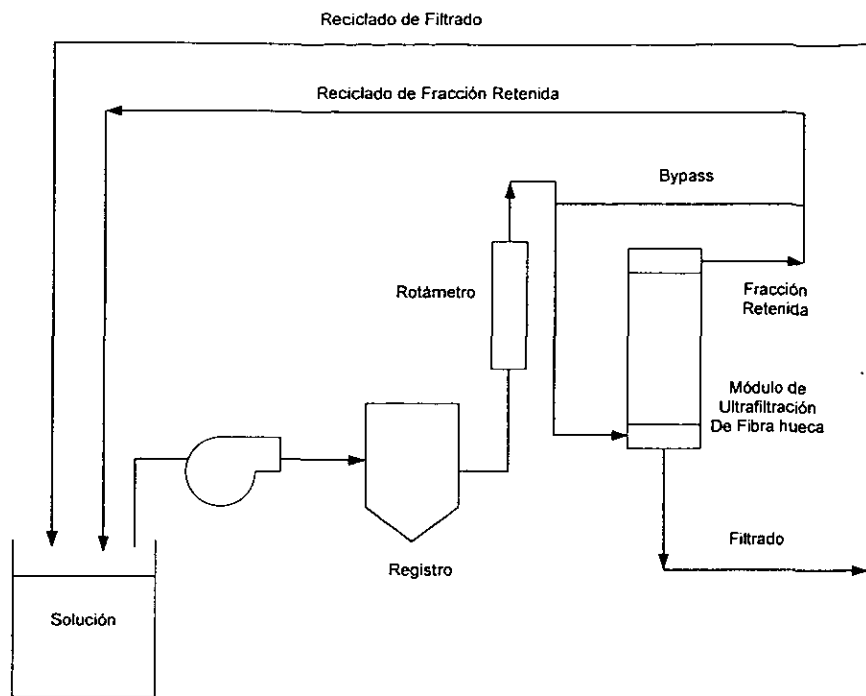 Reciclado de Filtrado
Reciclado de Fracción Retenida
Bypass
Rotámetro
Fracción
Retenida
Módulo de
Ultrafiltración
De Fibra hueca
Filtrado
Registro
Solución